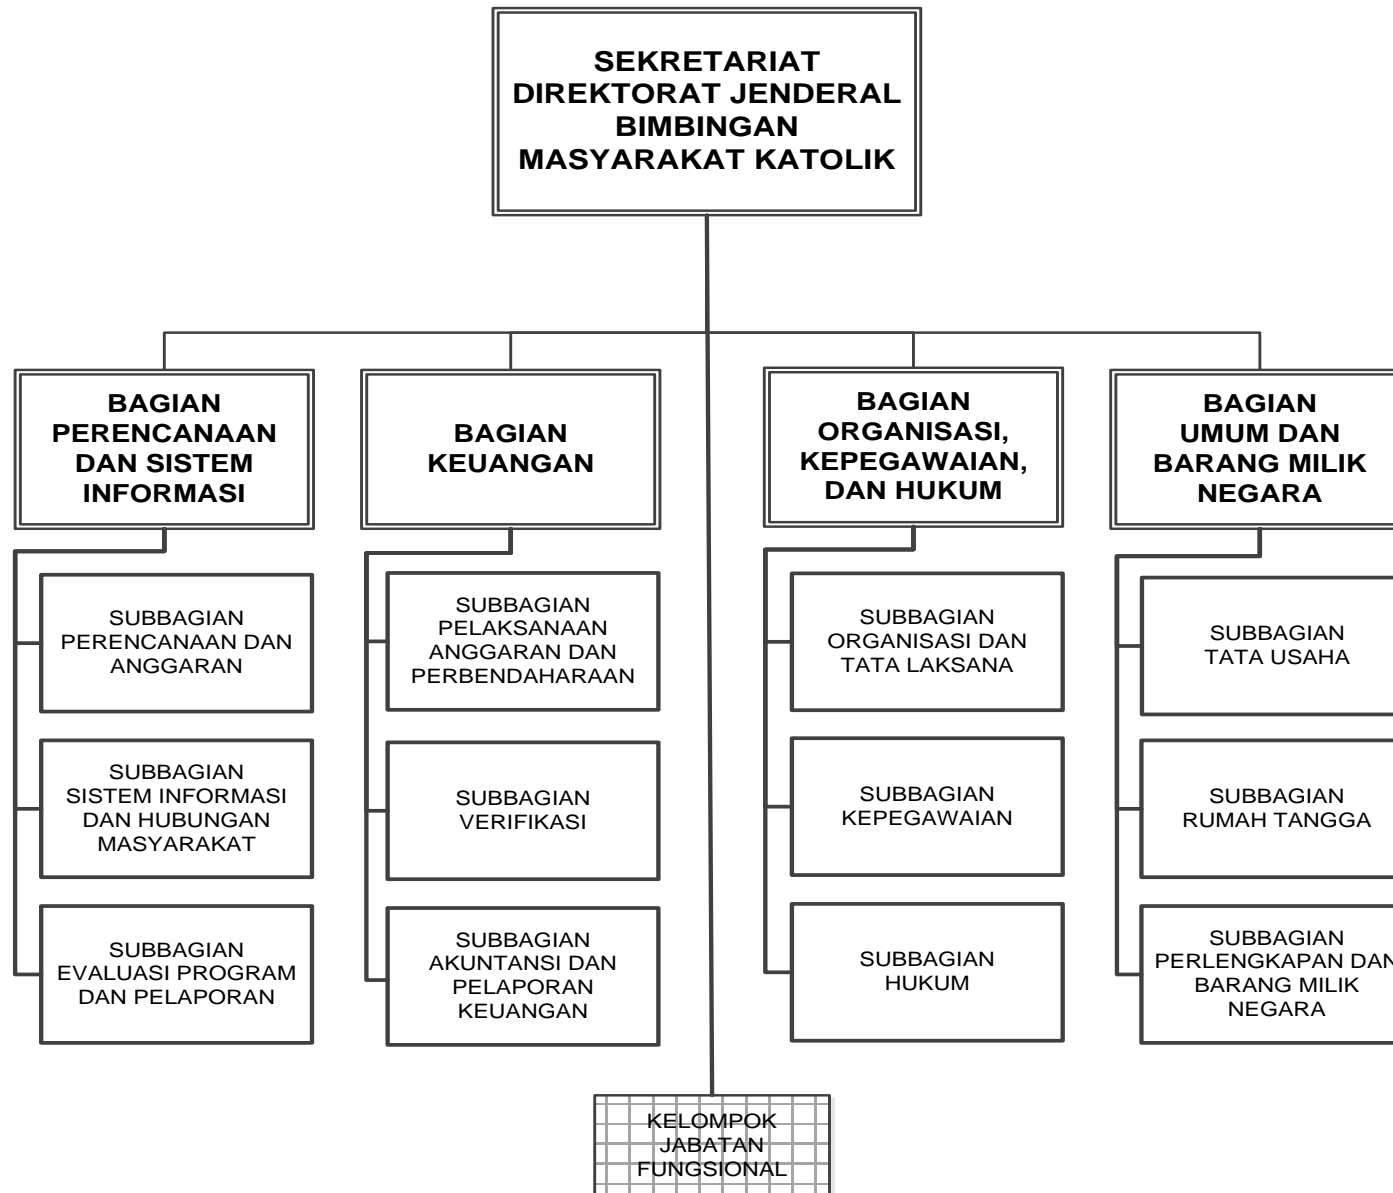 SEKRETARIAT
DIREKTORAT JENDERAL
BIMBINGAN
MASYARAKAT KATOLIK
BAGIAN
PERENCANAAN
DAN SISTEM
INFORMASI
BAGIAN
KEUANGAN
BAGIAN
ORGANISASI,
KEPEGAWAIAN,
DAN HUKUM
BAGIAN
UMUM DAN
BARANG MILIK
NEGARA
SUBBAGIAN
PERENCANAAN DAN
ANGGARAN
SUBBAGIAN
PELAKSANAAN
ANGGARAN DAN
PERBENDAHARAAN
SUBBAGIAN
ORGANISASI DAN
TATA LAKSANA
SUBBAGIAN
TATA USAHA
SUBBAGIAN
SISTEM INFORMASI
DAN HUBUNGAN
MASYARAKAT
SUBBAGIAN
VERIFIKASI
SUBBAGIAN
KEPEGAWAIAN
SUBBAGIAN
RUMAH TANGGA
SUBBAGIAN
EVALUASI PROGRAM
DAN PELAPORAN
SUBBAGIAN
AKUNTANSI DAN
PELAPORAN
KEUANGAN
SUBBAGIAN
HUKUM
SUBBAGIAN
PERLENGKAPAN DAN
BARANG MILIK
NEGARA
KELOMPOK
JABATAN
FUNGSIONAL